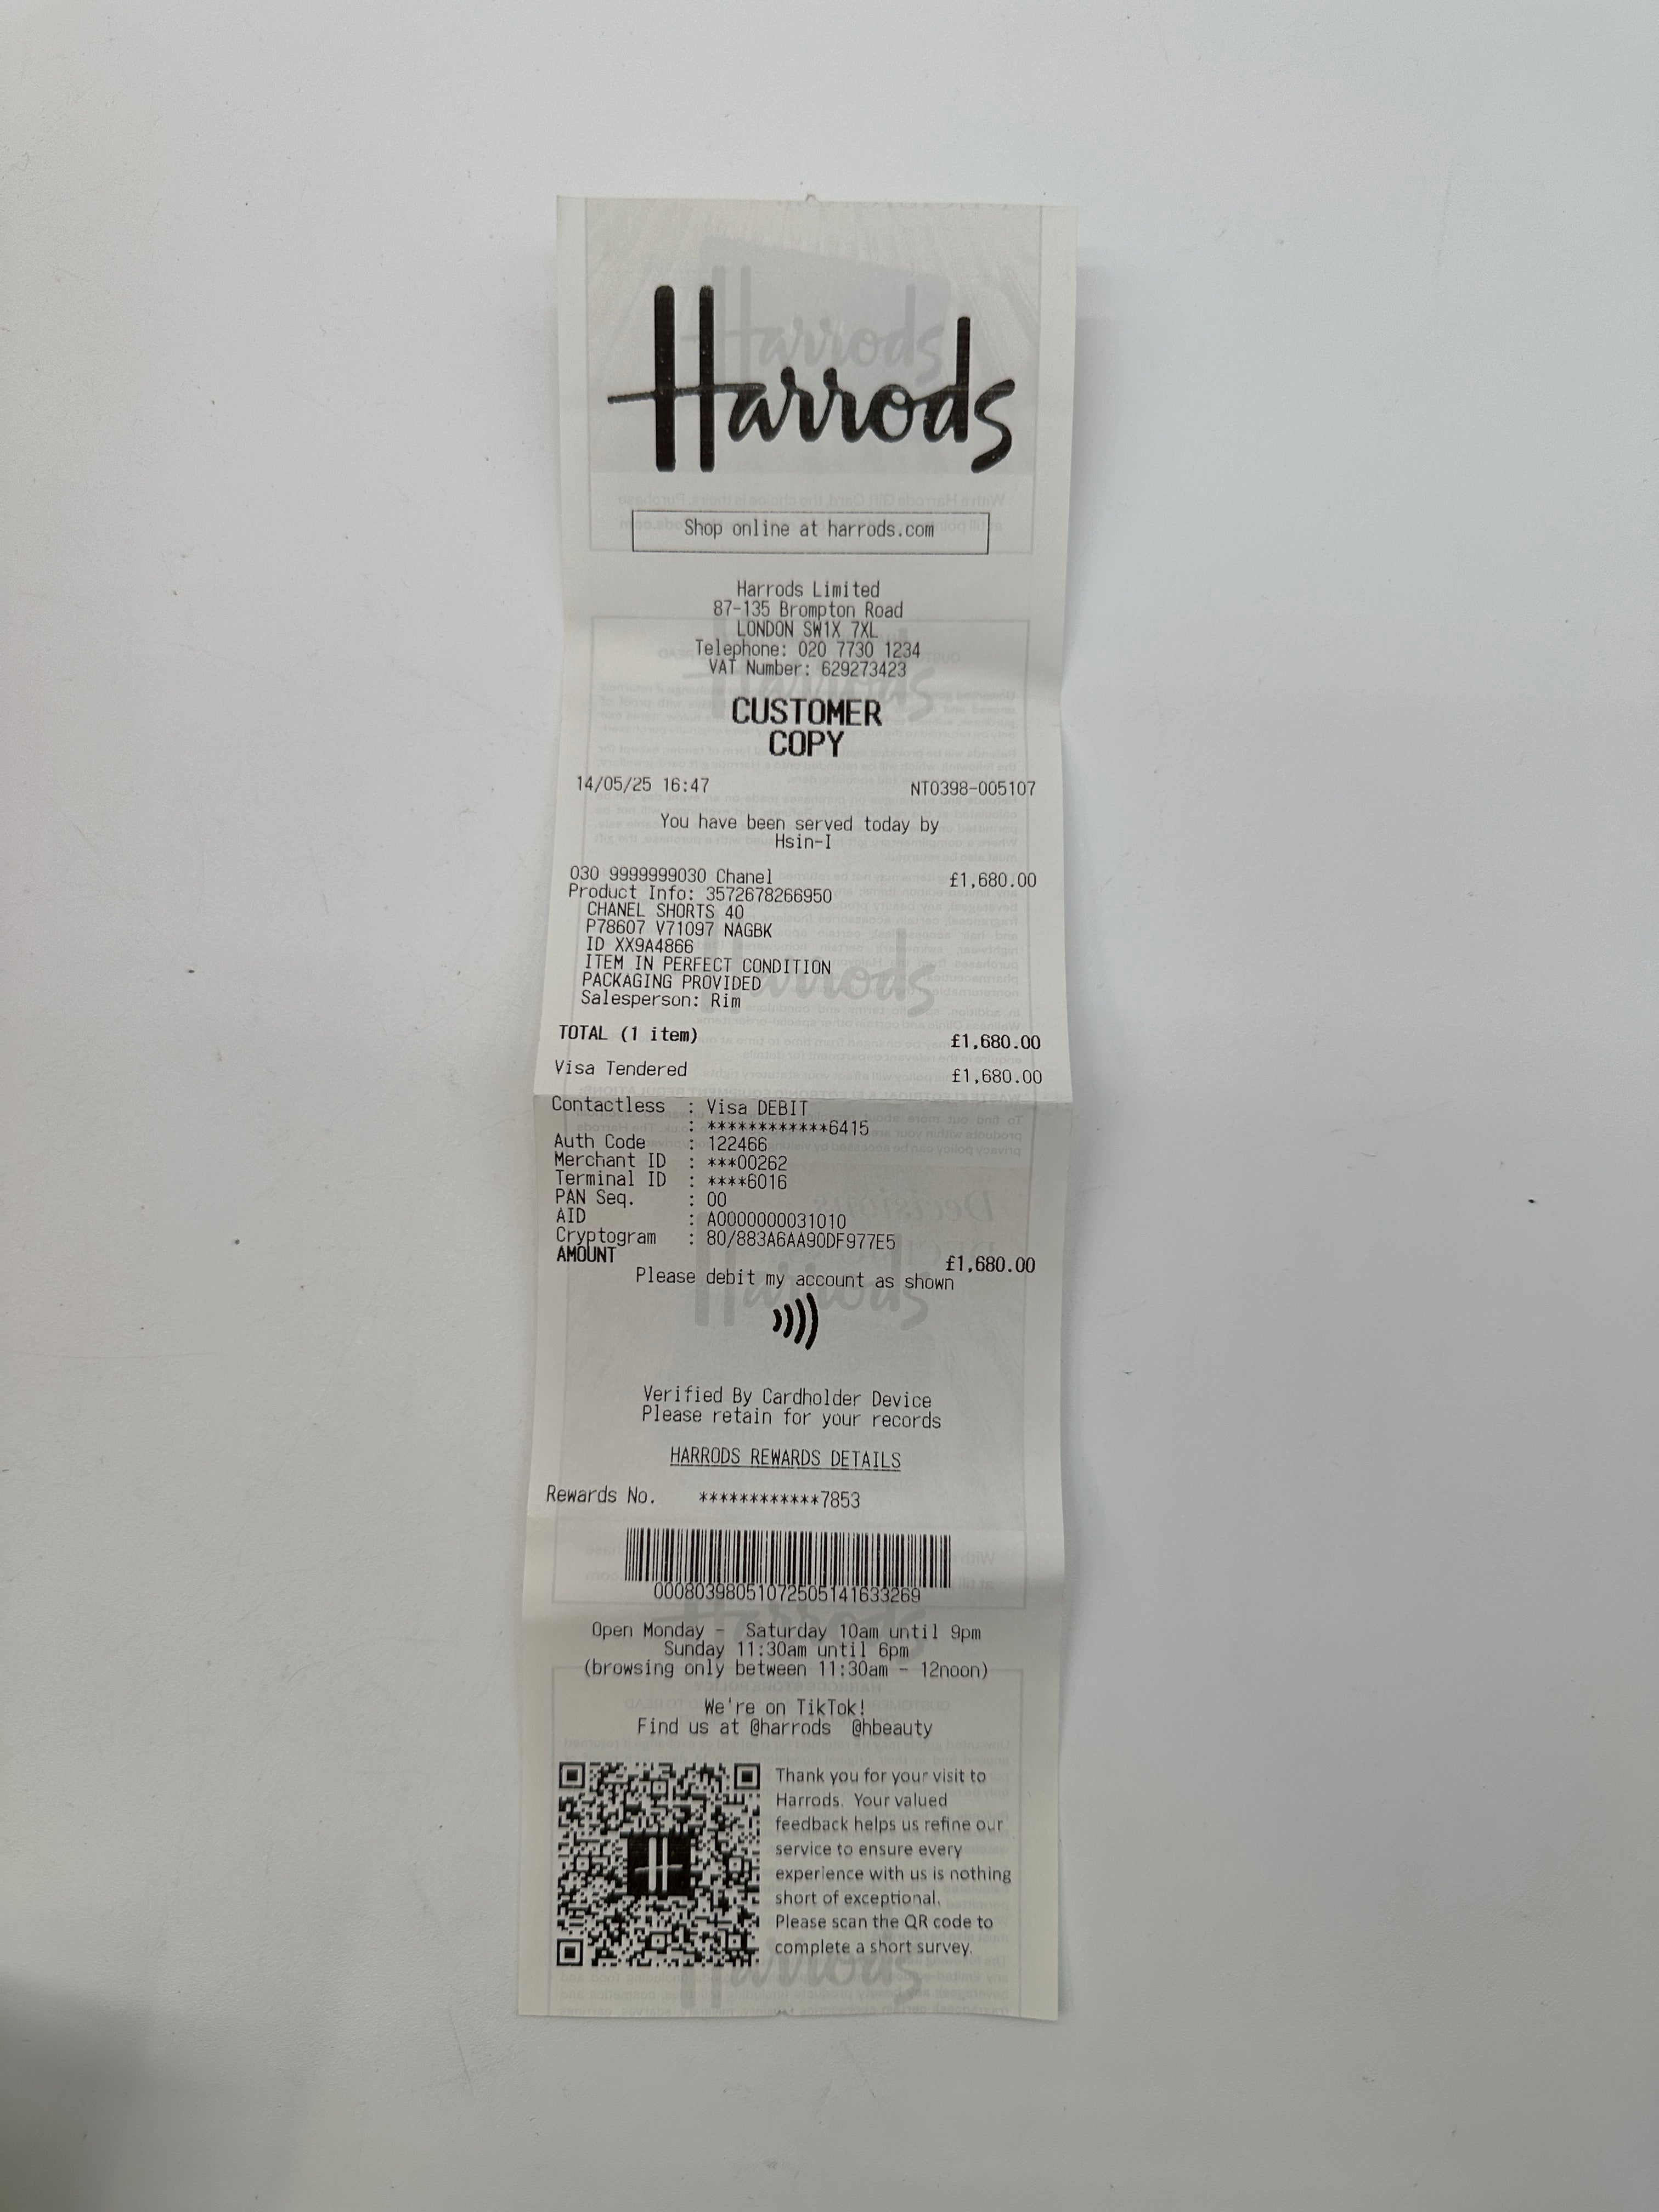 Harrods
Shop online at harrods.com
Harrods Limited
87-135 Brompton Road
LONDON SW1X 7XL
Telephone: 020 7730 1234
VAT Number: 629273423
CUSTOMER
COPY
14/05/25 16:47 NT0398-005107
You have been served today by
Hsin-I
030 9999999030 Chanel £1,680.00
Product Info: 3572678266950
CHANEL SHORTS 40
P78607 V71097 NAGBK
ID XX9A4866
ITEM IN PERFECT CONDITION
PACKAGING PROVIDED
Salesperson: Rim
TOTAL (1 item) £1,680.00
Visa Tendered £1,680.00
Contactless : Visa DEBIT
: ************6415
Auth Code : 122466
Merchant ID : ***00262
Terminal ID : ****6016
PAN Seq. : 00
AID : A0000000031010
Cryptogram : 80/883A6AA90DF977E5
AMOUNT £1,680.00
Please debit my account as shown
Verified By Cardholder Device
Please retain for your records
HARRODS REWARDS DETAILS
Rewards No. ************7853
0008039805107250514163​3269
Open Monday - Saturday 10am until 9pm
Sunday 11:30am until 6pm
(browsing only between 11:30am - 12noon)
We're on TikTok!
Find us at @harrods @hbeauty
Thank you for your visit to
Harrods. Your valued
feedback helps us refine our
service to ensure every
experience with us is nothing
short of exceptional.
Please scan the QR code to
complete a short survey.